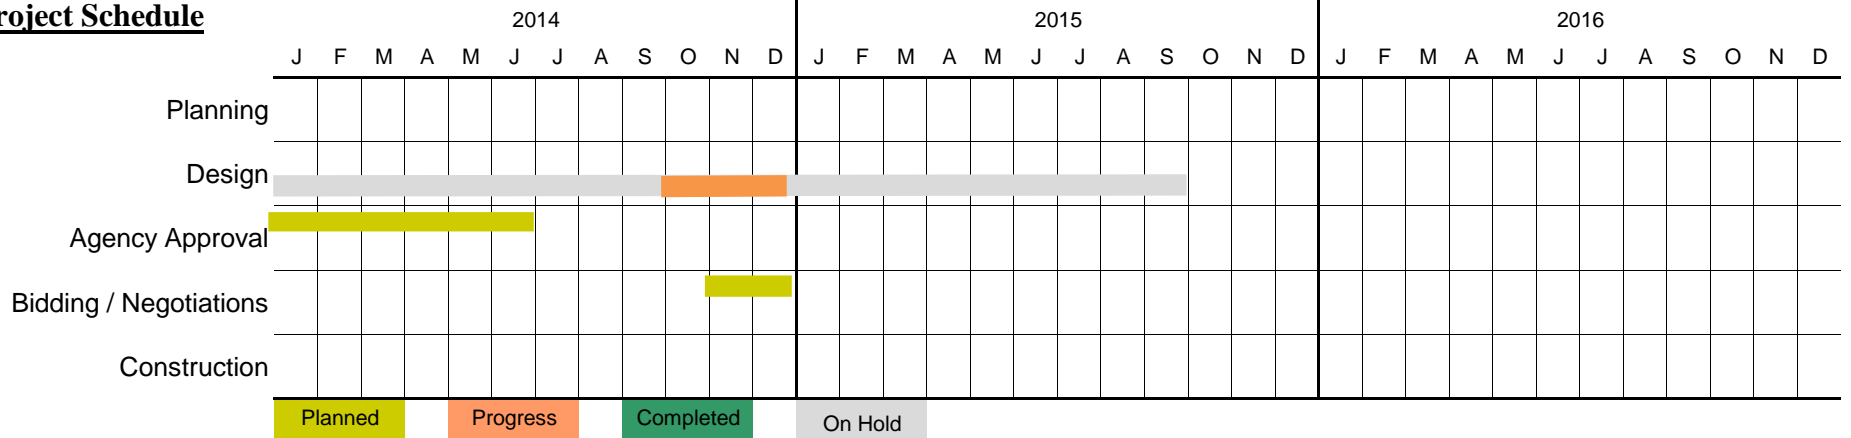 roject Schedule
2014 2015 2016
J F M A M J J A S O N D J F M A M J J A S O N D J F M A M J J A S O N D
Planning
Design
Agency Approval
Bidding / Negotiations
Construction
Planned Progress Completed On Hold